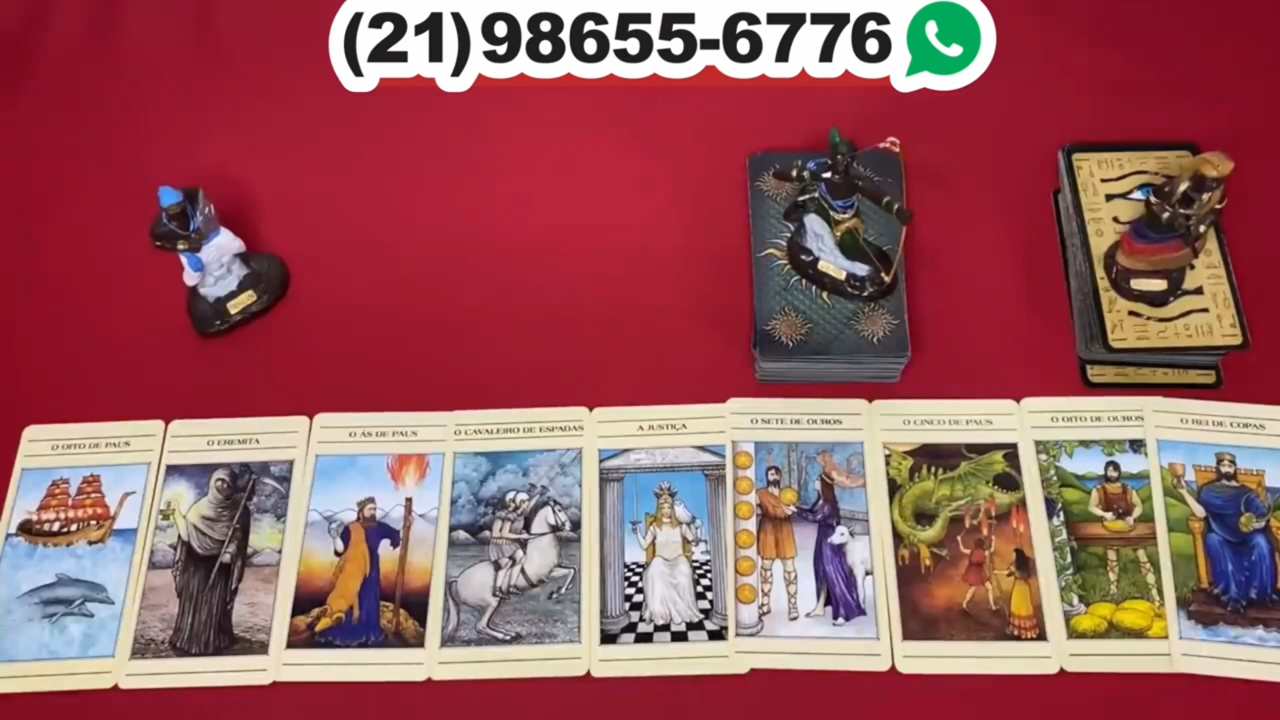 (21)98655-6776
O OITO DE PAUS
O EREMITA
O ÁS DE PAUS
O CAVALEIRO DE ESPADAS
A JUSTIÇA
O SETE DE OUROS
O CINCO DE PAUS
O OITO DE OUROS
O REI DE COPAS